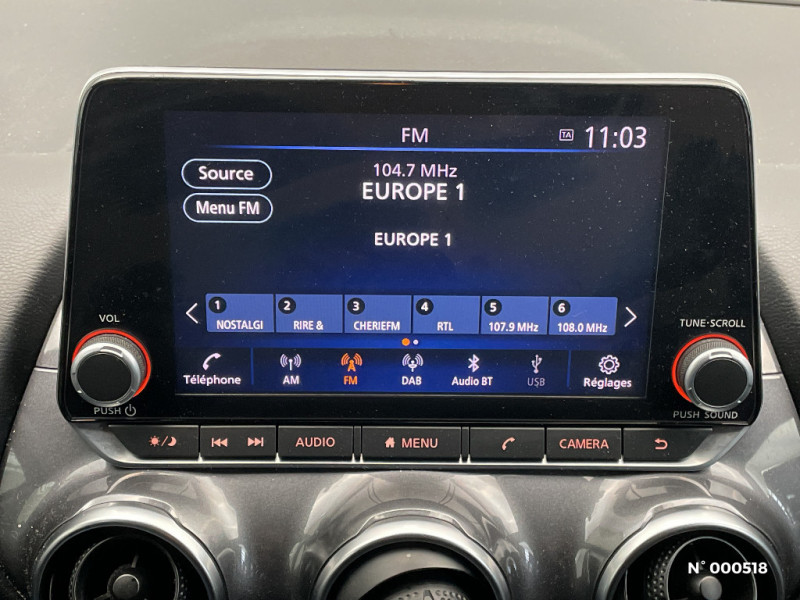 FM
TA 11:03
Source
104.7 MHz
EUROPE 1
Menu FM
EUROPE 1
1 2 3 4 5 6
NOSTALGI RIRE & CHERIEFM RTL 107.9 MHz 108.0 MHz
VOL
TUNE·SCROLL
Téléphone AM FM DAB Audio BT USB Réglages
PUSH
PUSH SOUND
AUDIO MENU CAMERA
N° 000518